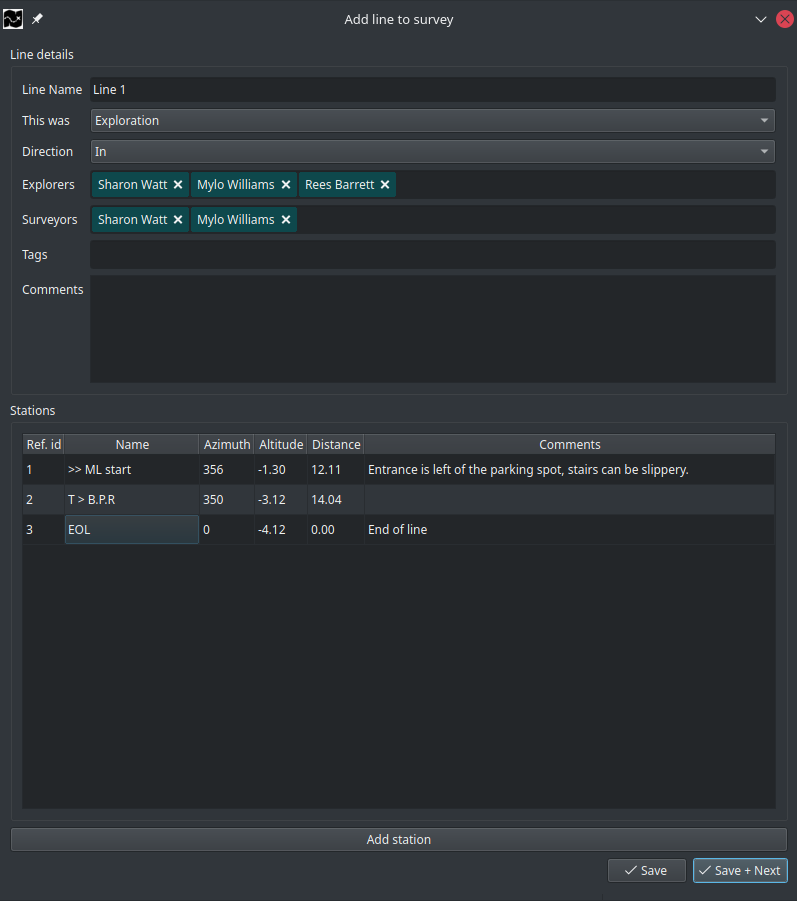 Add line to survey
Line details
Line Name Line 1
This was Exploration
Direction In
Explorers Sharon Watt Mylo Williams Rees Barrett
Surveyors Sharon Watt Mylo Williams
Tags
Comments
Stations
Ref. id Name Azimuth Altitude Distance Comments
1 >> ML start 356 -1.30 12.11 Entrance is left of the parking spot, stairs can be slippery.
2 T > B.P.R 350 -3.12 14.04
3 EOL 0 -4.12 0.00 End of line
Add station
Save Save + Next